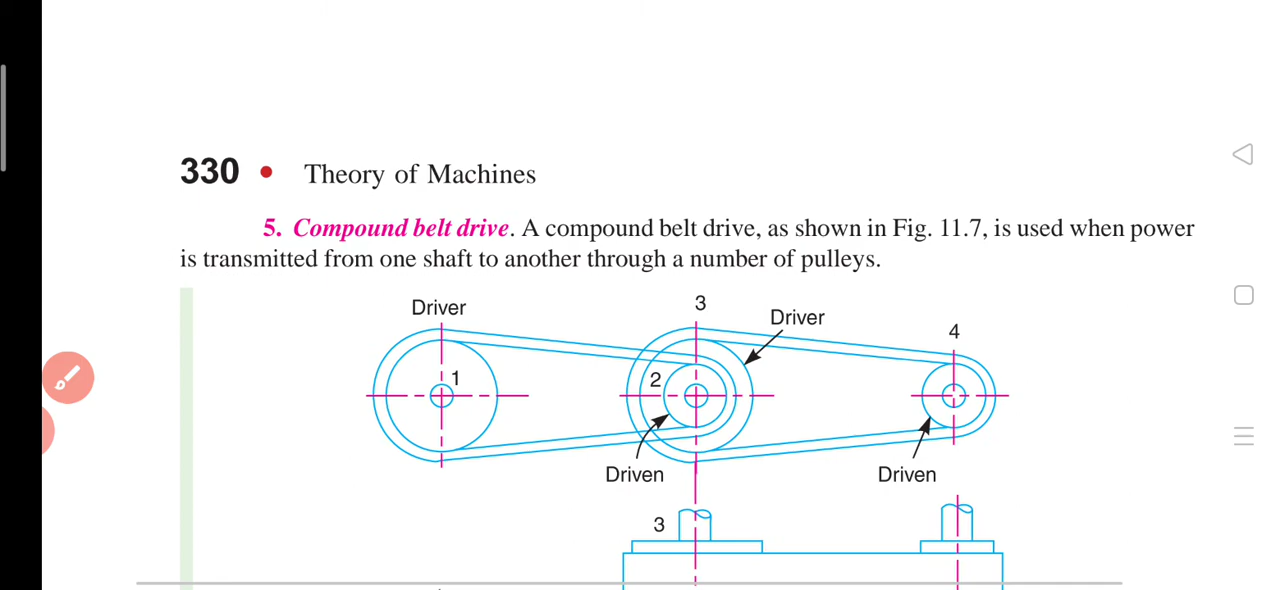 330 • Theory of Machines
5. Compound belt drive. A compound belt drive, as shown in Fig. 11.7, is used when power
is transmitted from one shaft to another through a number of pulleys.
Driver
3
Driver
4
1
2
Driven
Driven
3